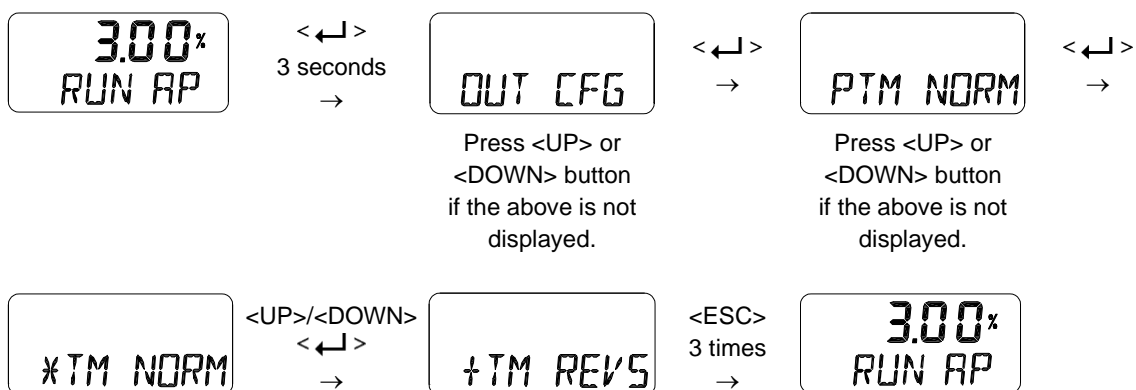 3.00%
RUN AP
< ↵ >
3 seconds
→
OUT CFG
Press <UP> or
<DOWN> button
if the above is not
displayed.
< ↵ >
→
PTM NORM
Press <UP> or
<DOWN> button
if the above is not
displayed.
< ↵ >
→
*TM NORM
<UP>/<DOWN>
< ↵ >
→
+TM REVS
<ESC>
3 times
→
3.00%
RUN AP